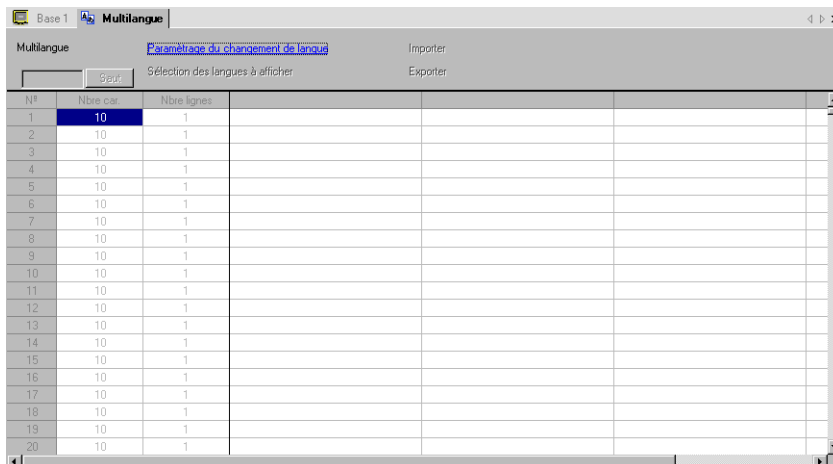 Base 1 Multilangue
Multilangue Paramètrage du changement de langue Importer
Saut Sélection des langues à afficher Exporter
Nº Nbre car. Nbre lignes
1 10 1
2 10 1
3 10 1
4 10 1
5 10 1
6 10 1
7 10 1
8 10 1
9 10 1
10 10 1
11 10 1
12 10 1
13 10 1
14 10 1
15 10 1
16 10 1
17 10 1
18 10 1
19 10 1
20 10 1